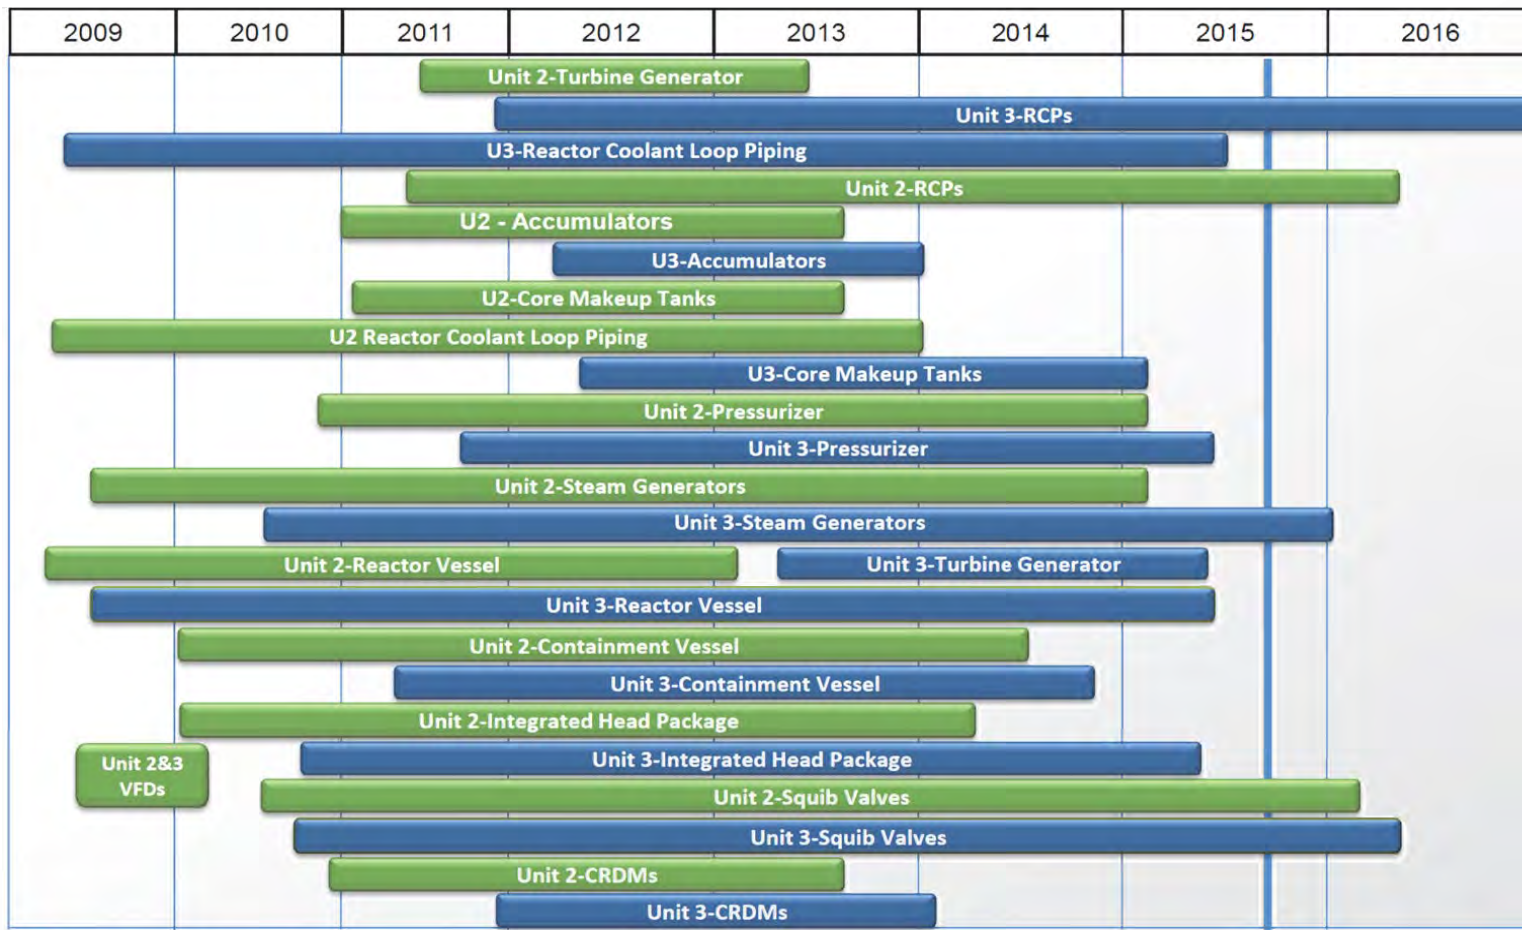 2009 2010 2011 2012 2013 2014 2015 2016
Unit 2-Turbine Generator
Unit 3-RCPs
U3-Reactor Coolant Loop Piping
Unit 2-RCPs
U2 - Accumulators
U3-Accumulators
U2-Core Makeup Tanks
U2 Reactor Coolant Loop Piping
U3-Core Makeup Tanks
Unit 2-Pressurizer
Unit 3-Pressurizer
Unit 2-Steam Generators
Unit 3-Steam Generators
Unit 2-Reactor Vessel
Unit 3-Turbine Generator
Unit 3-Reactor Vessel
Unit 2-Containment Vessel
Unit 3-Containment Vessel
Unit 2-Integrated Head Package
Unit 2&3
VFDs
Unit 3-Integrated Head Package
Unit 2-Squib Valves
Unit 3-Squib Valves
Unit 2-CRDMs
Unit 3-CRDMs